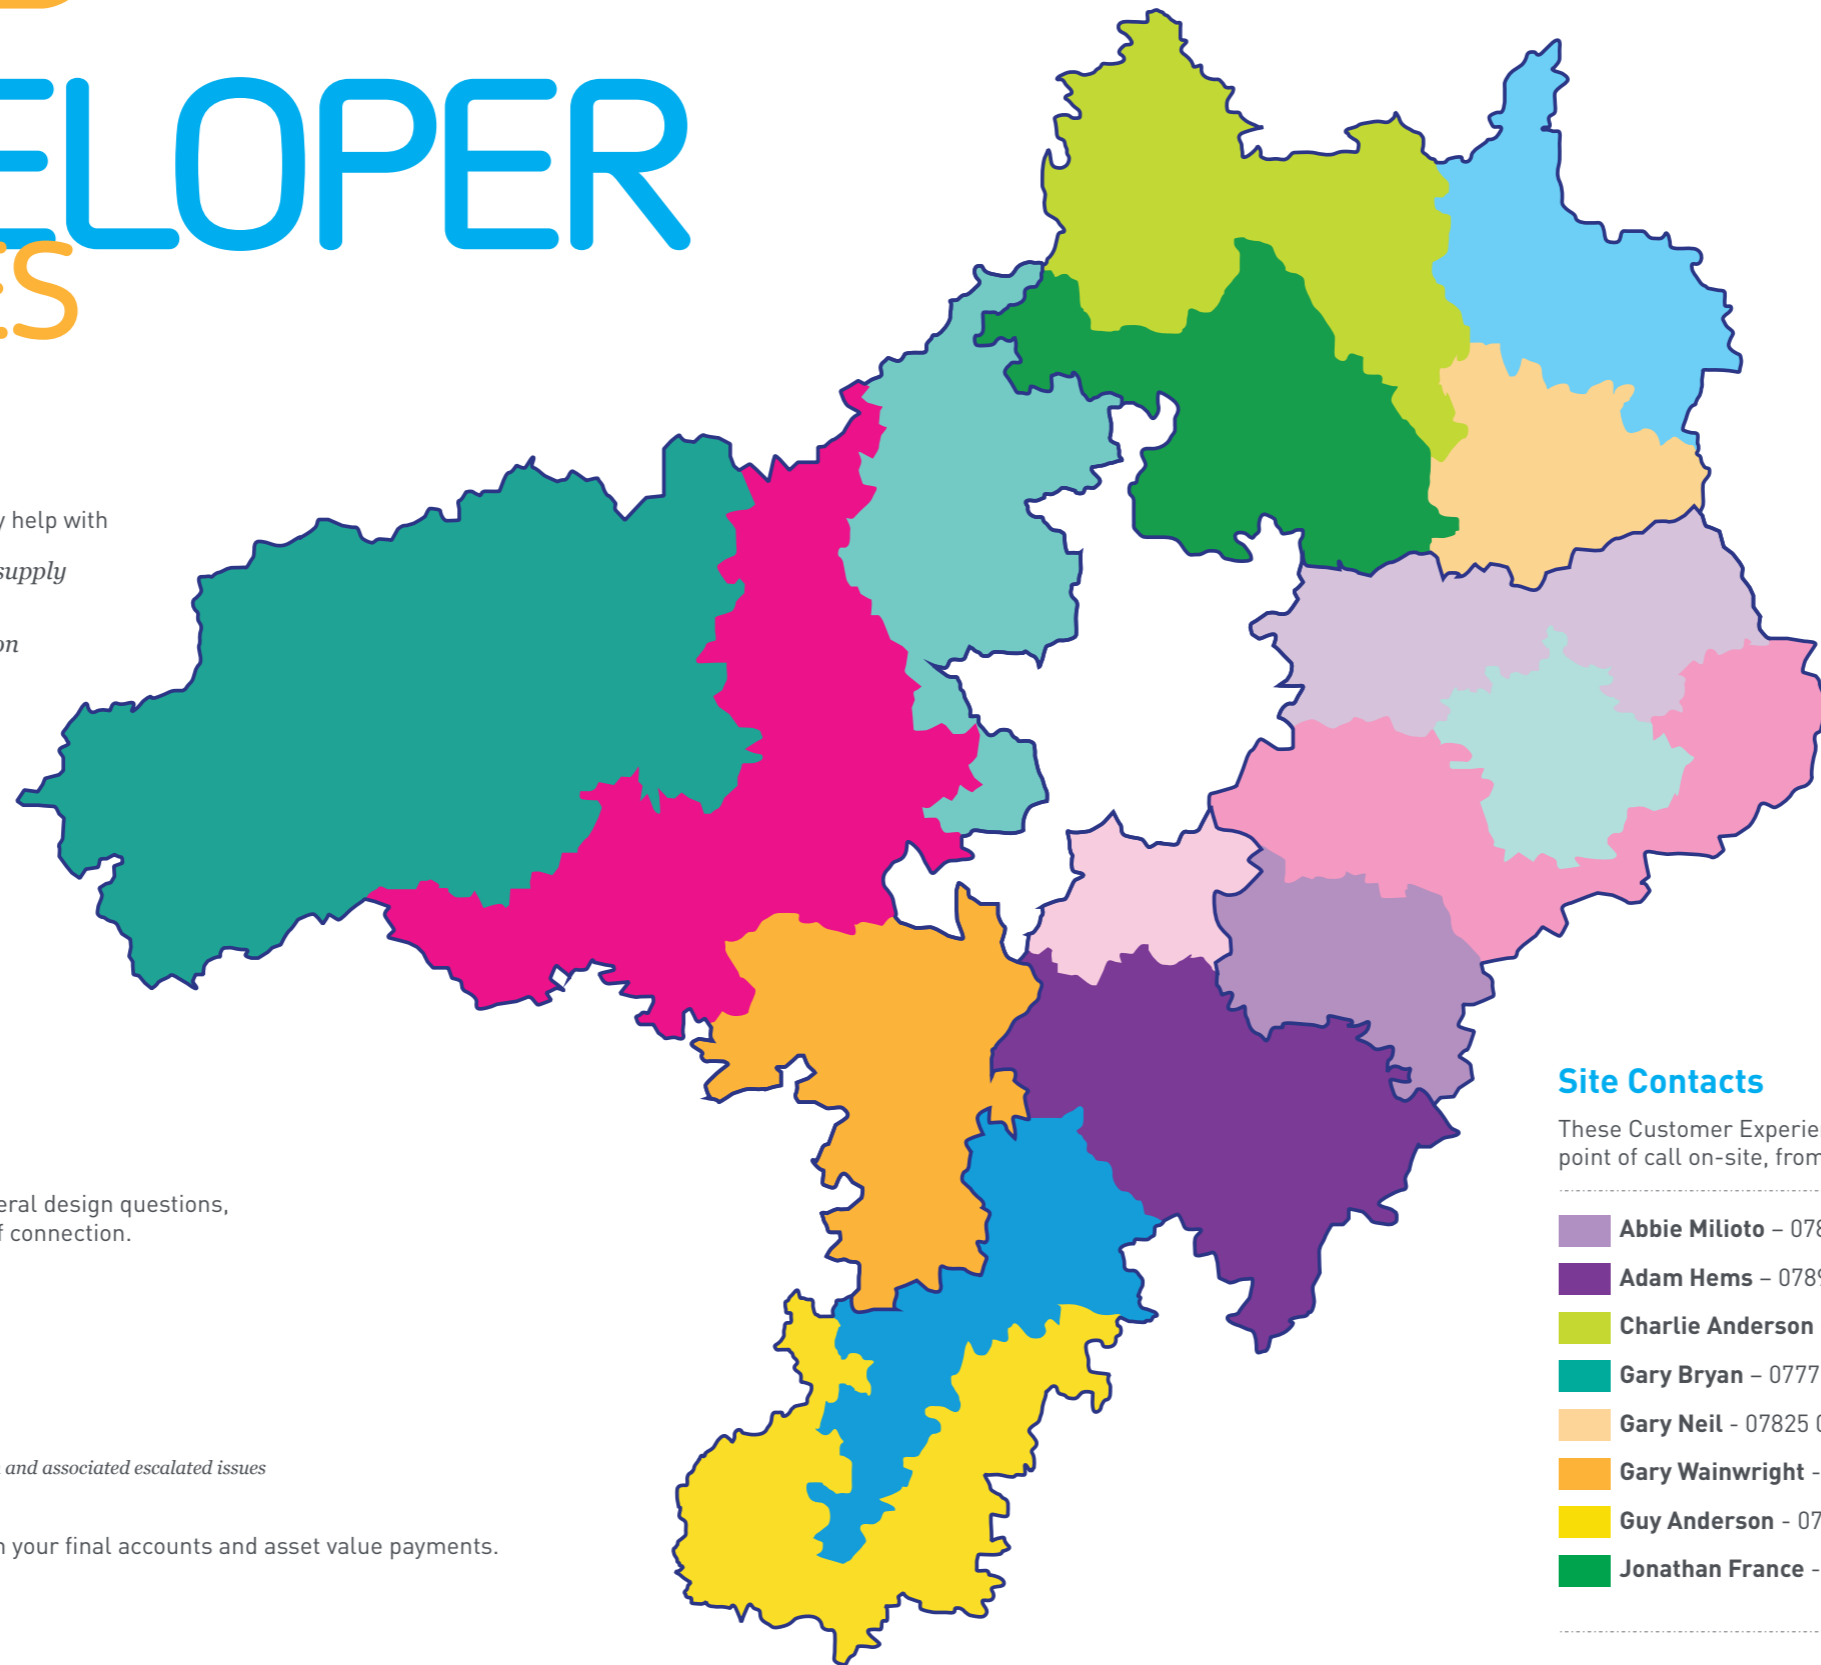 ELOPER
ES
y help with
supply
on
eral design questions,
f connection.
and associated escalated issues
n your final accounts and asset value payments.
Site Contacts
These Customer Experie
point of call on-site, from
Abbie Milioto – 078
Adam Hems – 0789
Charlie Anderson
Gary Bryan – 0777
Gary Neil - 07825 0
Gary Wainwright -
Guy Anderson - 07
Jonathan France -